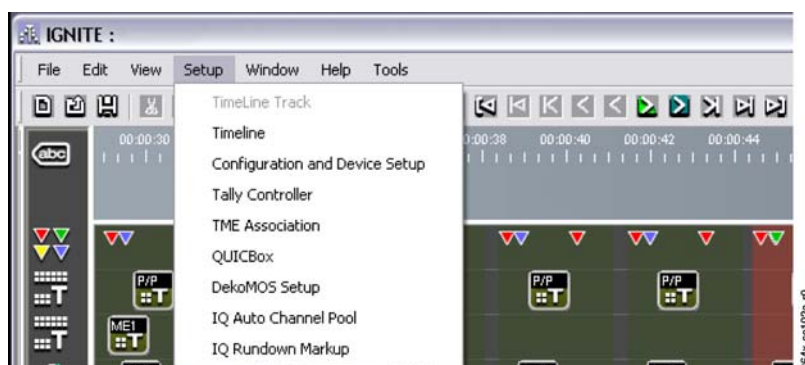 IGNITE :
File Edit View Setup Window Help Tools
TimeLine Track
Timeline
Configuration and Device Setup
Tally Controller
TME Association
QUICBox
DekoMOS Setup
IQ Auto Channel Pool
IQ Rundown Markup
abc
00:00:30
:00:38 00:00:40 00:00:42 00:00:44
P/P
T
P/P
T
P/P
T
T
ME1
T
T